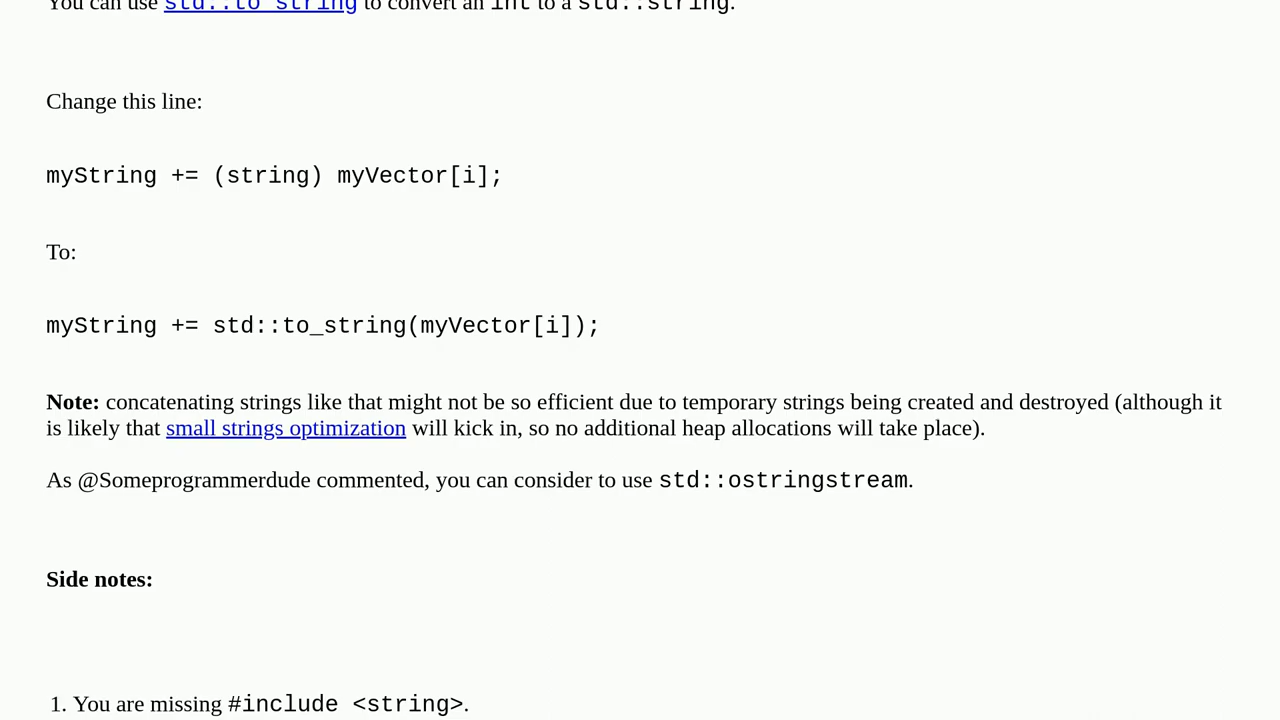 You can use std::to_string to convert an int to a std::string.
Change this line:
myString += (string) myVector[i];
To:
myString += std::to_string(myVector[i]);
Note: concatenating strings like that might not be so efficient due to temporary strings being created and destroyed (although it
is likely that small strings optimization will kick in, so no additional heap allocations will take place).
As @Someprogrammerdude commented, you can consider to use std::ostringstream.
Side notes:
1. You are missing #include <string>.